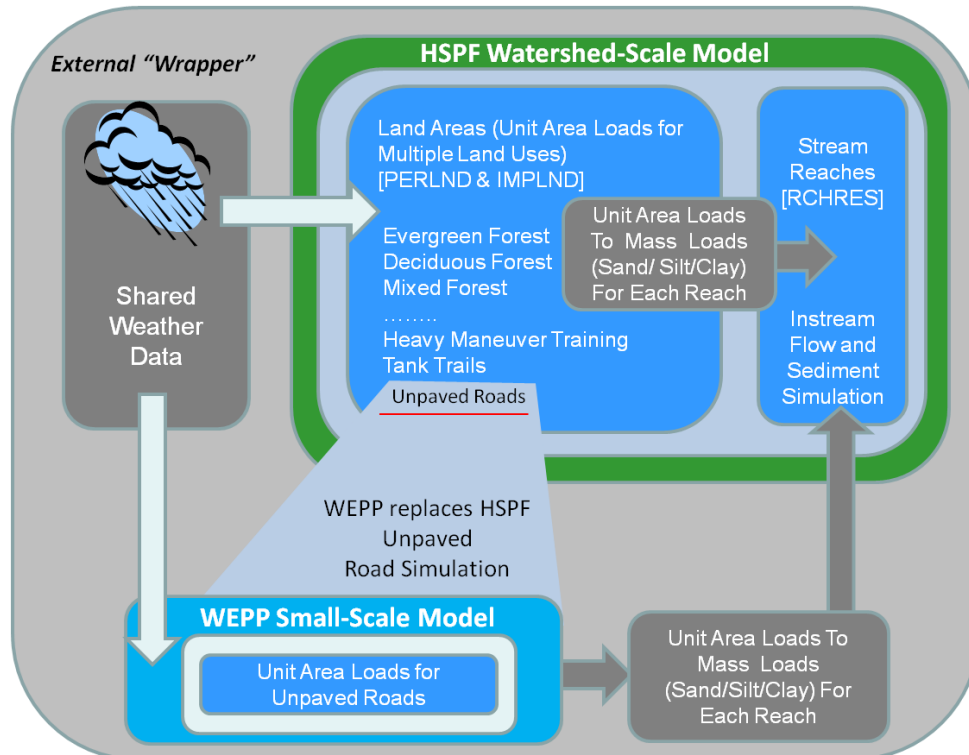 External “Wrapper”
HSPF Watershed-Scale Model
Shared
Weather
Data
Land Areas (Unit Area Loads for
Multiple Land Uses)
[PERLND & IMPLND]
Evergreen Forest
Deciduous Forest
Mixed Forest
……..
Heavy Maneuver Training
Tank Trails
Unpaved Roads
Unit Area Loads
To Mass Loads
(Sand/ Silt/Clay)
For Each Reach
Stream
Reaches
[RCHRES]
Instream
Flow and
Sediment
Simulation
WEPP replaces HSPF
Unpaved
Road Simulation
WEPP Small-Scale Model
Unit Area Loads for
Unpaved Roads
Unit Area Loads To
Mass Loads
(Sand/Silt/Clay) For
Each Reach